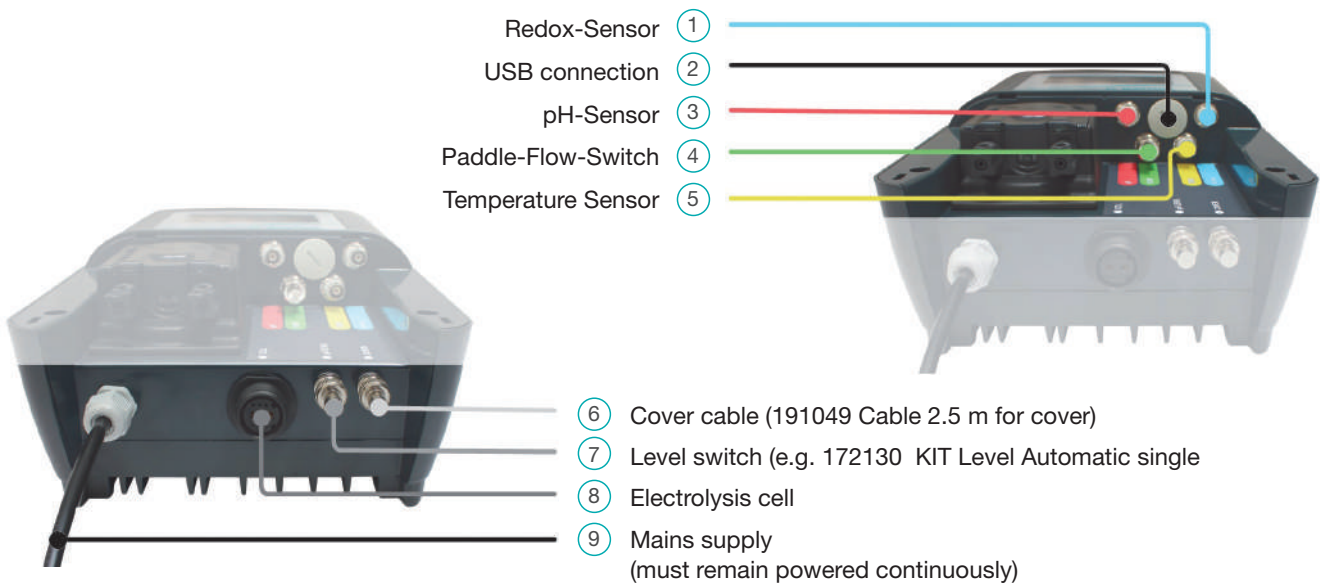 Redox-Sensor 1
USB connection 2
pH-Sensor 3
Paddle-Flow-Switch 4
Temperature Sensor 5
6 Cover cable (191049 Cable 2.5 m for cover)
7 Level switch (e.g. 172130 KIT Level Automatic single
8 Electrolysis cell
9 Mains supply
(must remain powered continuously)